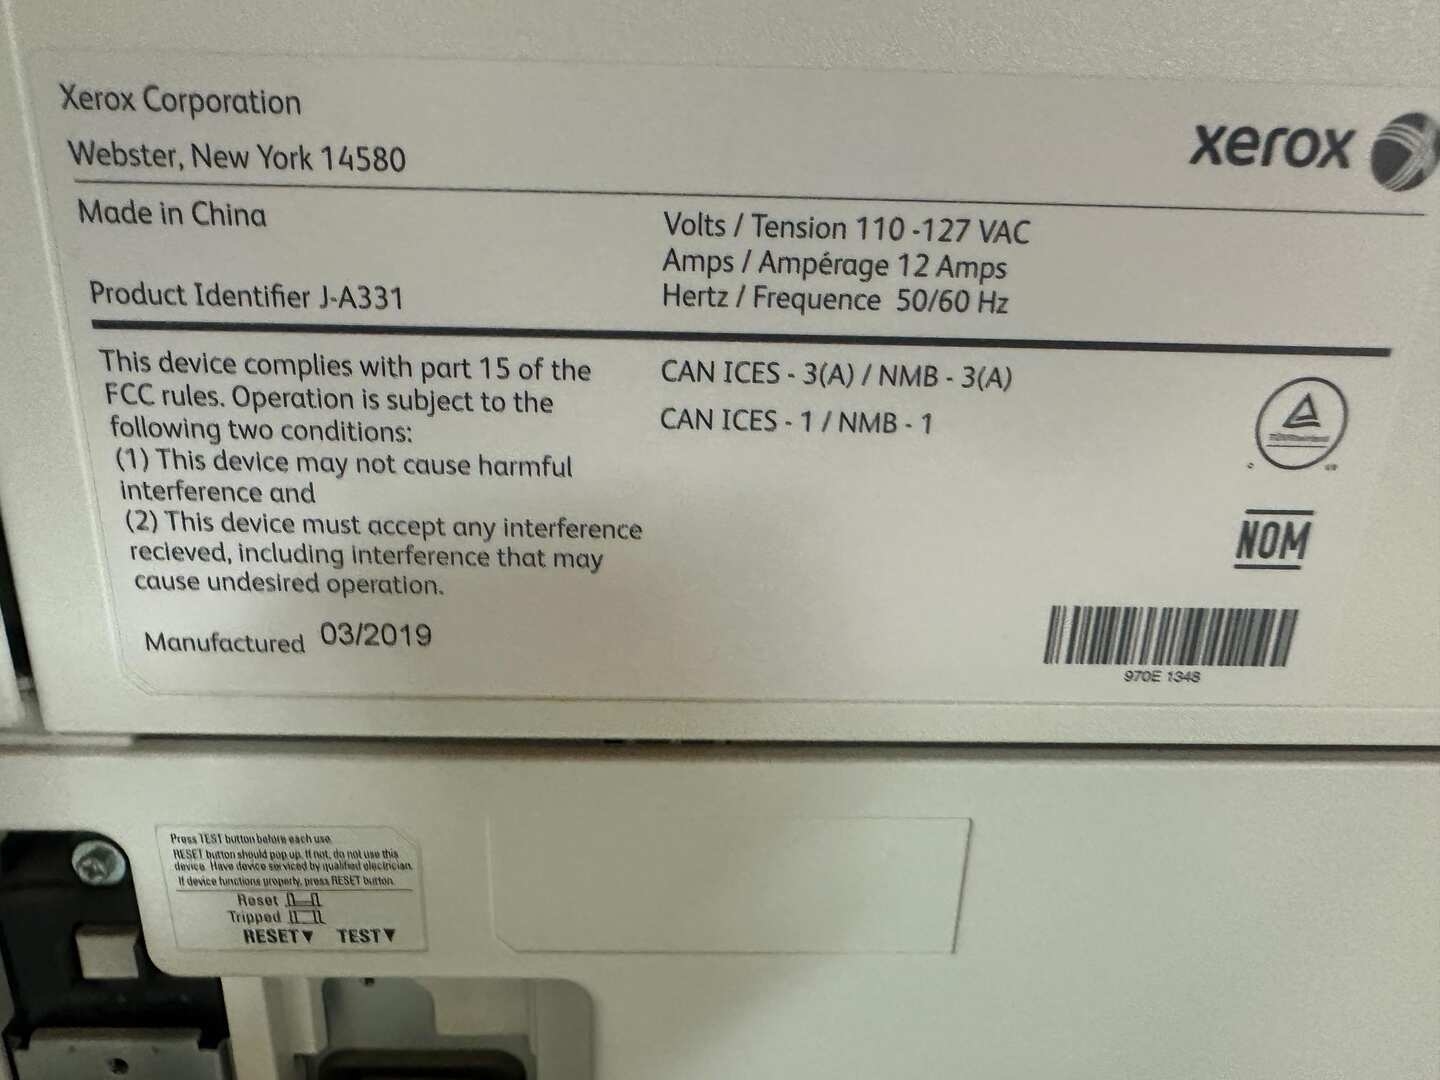 Xerox Corporation
Webster, New York 14580
xerox
Made in China
Product Identifier J-A331
Volts / Tension 110 -127 VAC
Amps / Ampérage 12 Amps
Hertz / Frequence 50/60 Hz
This device complies with part 15 of the
FCC rules. Operation is subject to the
following two conditions:
(1) This device may not cause harmful
interference and
(2) This device must accept any interference
recieved, including interference that may
cause undesired operation.
Manufactured 03/2019
CAN ICES - 3(A) / NMB - 3(A)
CAN ICES - 1 / NMB - 1
NOM
970E 1348
Press TEST button before each use.
RESET button should pop up. If not, do not use this
device. Have device serviced by qualified electrician.
If device functions properly, press RESET button.
Reset
Tripped
RESET▼ TEST▼